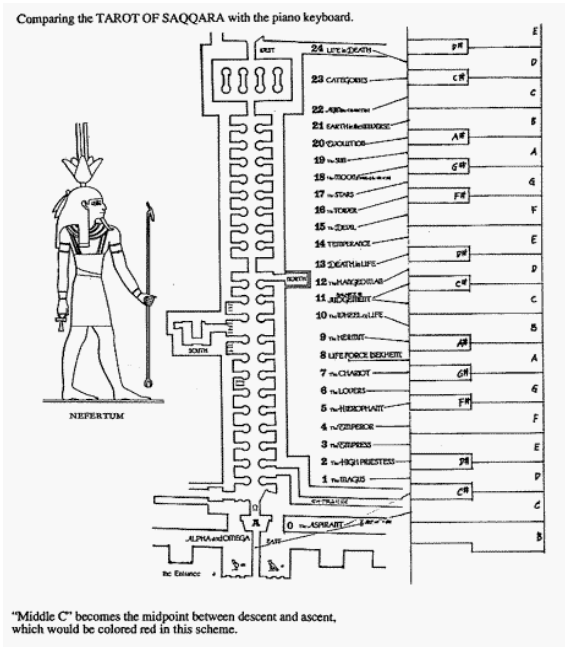 Comparing the TAROT OF SAQQARA with the piano keyboard.
WEST
24 LIFE in DEATH
23 CATEGORIES
22
21 EARTH in the UNIVERSE
20 EVOLUTION
19 The SUN
18 The MOON
17 The STARS
16 The TOWER
15 The DEVIL
14 TEMPERANCE
13 DEATH in LIFE
12 The HANGED MAN
11 JUDGEMENT
10 The WHEEL of LIFE
9 The HERMIT
8 LIFE FORCE (SEKHEM)
7 The CHARIOT
6 The LOVERS
5 The HIEROPHANT
4 The EMPEROR
3 The EMPRESS
2 The HIGH PRIESTESS
1 The MAGUS
0 The ASPIRANT
NORTH
SOUTH
EAST
Ω
A
ALPHA and OMEGA
the Entrance
NEFERTUM
E
D#
D
C#
C
B
A#
A
G#
G
F#
F
E
D#
D
C#
C
B
A#
A
G#
G
F#
F
E
D#
D
C#
C
B
"Middle C" becomes the midpoint between descent and ascent,
which would be colored red in this scheme.